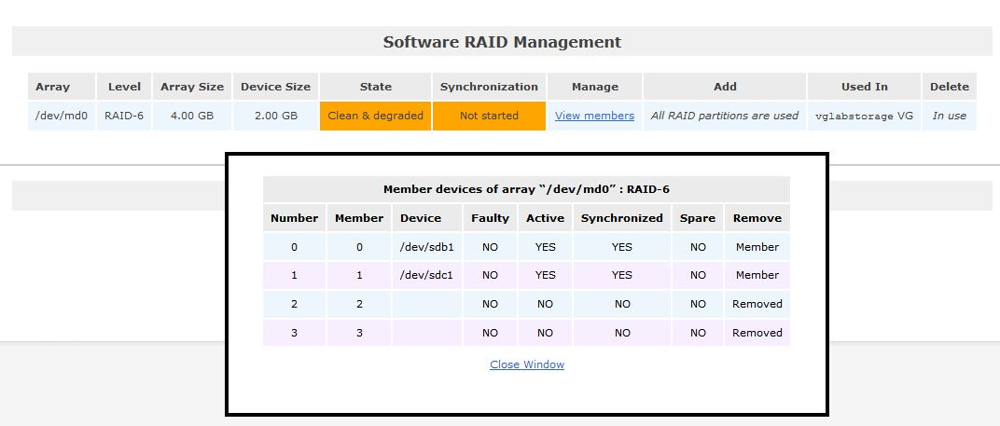 Software RAID Management
Array Level Array Size Device Size State Synchronization Manage Add Used In Delete
/dev/md0 RAID-6 4.00 GB 2.00 GB Clean & degraded Not started View members All RAID partitions are used vglabstorage VG In use
Member devices of array “/dev/md0” : RAID-6
Number Member Device Faulty Active Synchronized Spare Remove
0 0 /dev/sdb1 NO YES YES NO Member
1 1 /dev/sdc1 NO YES YES NO Member
2 2 NO NO NO NO Removed
3 3 NO NO NO NO Removed
Close Window